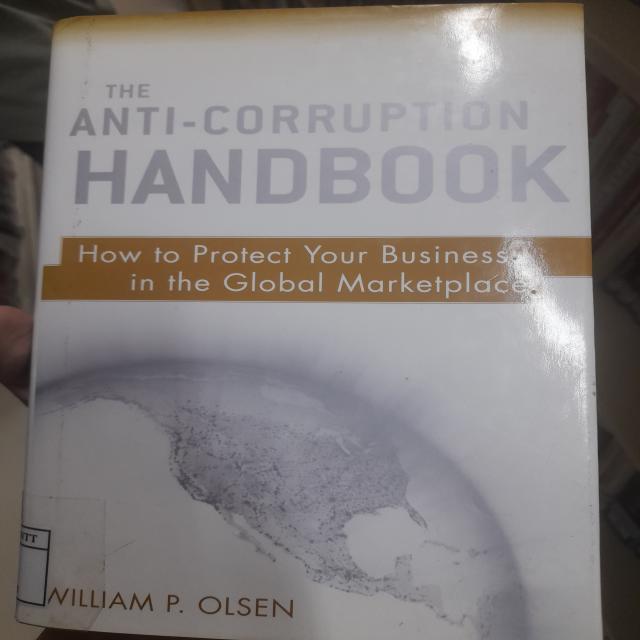 THE
ANTI-CORRUPTION
HANDBOOK
How to Protect Your Business
in the Global Marketplace
WILLIAM P. OLSEN